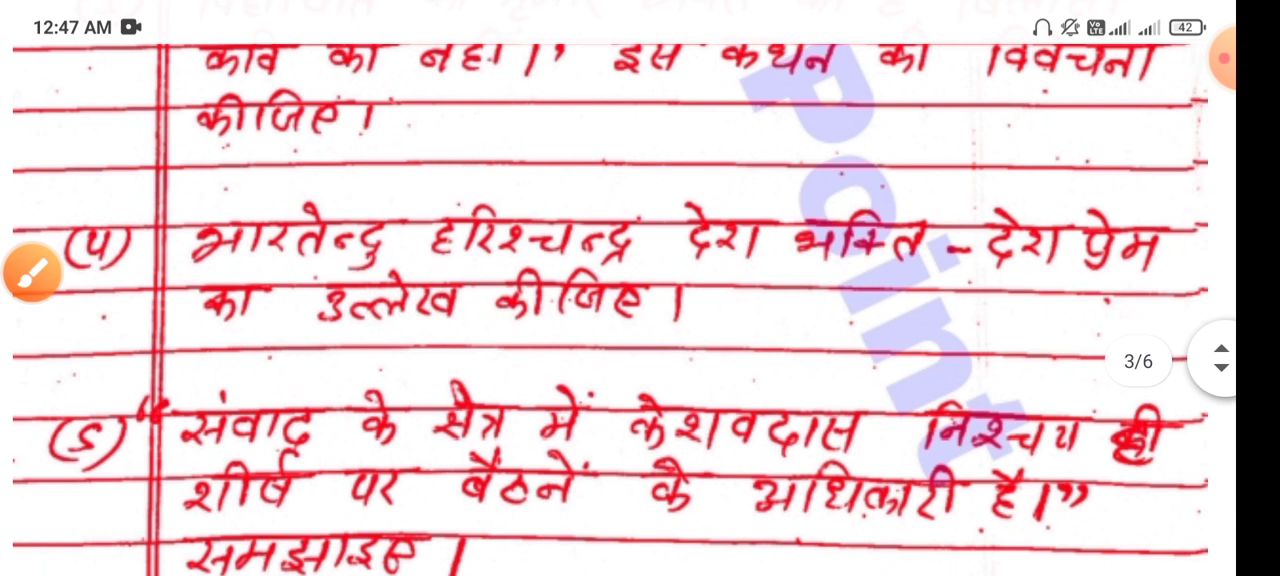 12:47 AM
42
कवि का नहीं।” इस कथन की विवेचना
कीजिए।
(५) भारतेन्दु हरिश्चन्द्र देश भक्ति - देश प्रेम
का उल्लेख कीजिए।
3/6
(S) “संवाद के क्षेत्र में केशवदास निश्चय ही
शीर्ष पर बैठनें के अधिकारी है।”
समझाइए।
Point